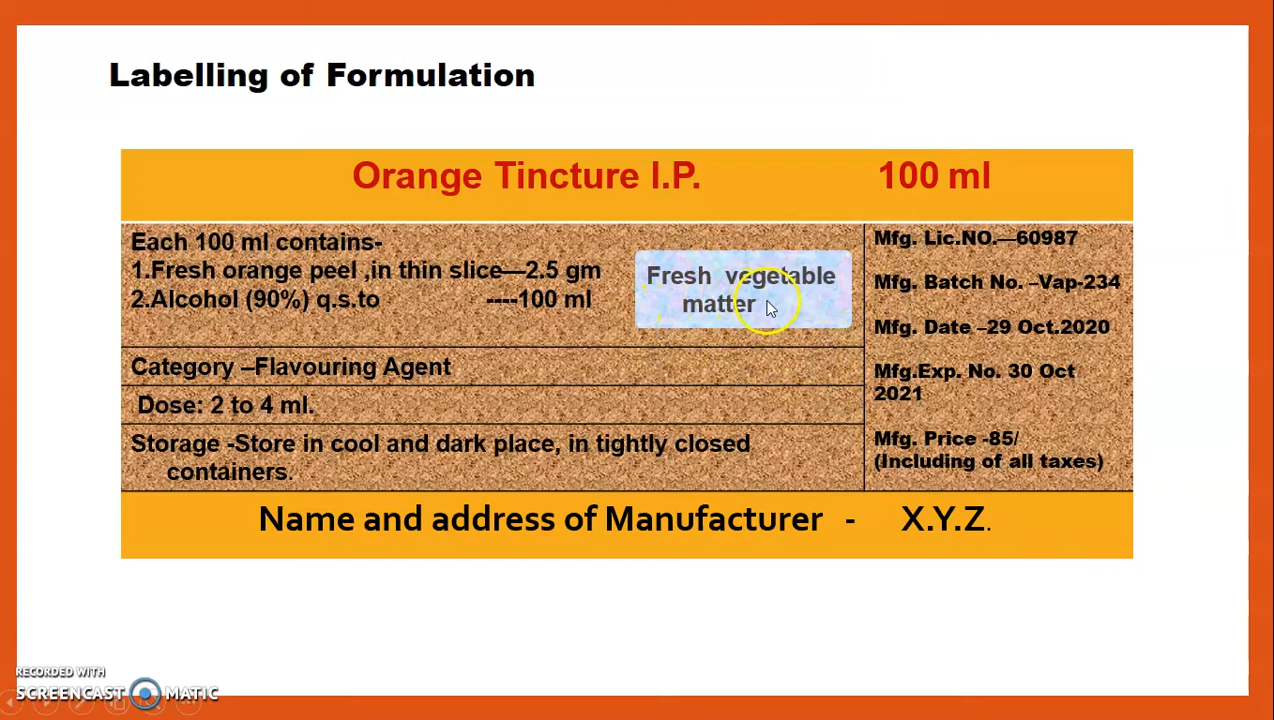 Labelling of Formulation
Orange Tincture I.P. 100 ml
Each 100 ml contains-
1.Fresh orange peel ,in thin slice—2.5 gm
2.Alcohol (90%) q.s.to ----100 ml
Fresh vegetable
matter
Category –Flavouring Agent
Dose: 2 to 4 ml.
Storage -Store in cool and dark place, in tightly closed
containers.
Mfg. Lic.NO.—60987
Mfg. Batch No. –Vap-234
Mfg. Date –29 Oct.2020
Mfg.Exp. No. 30 Oct
2021
Mfg. Price -85/
(Including of all taxes)
Name and address of Manufacturer - X.Y.Z.
RECORDED WITH
SCREENCAST MATIC